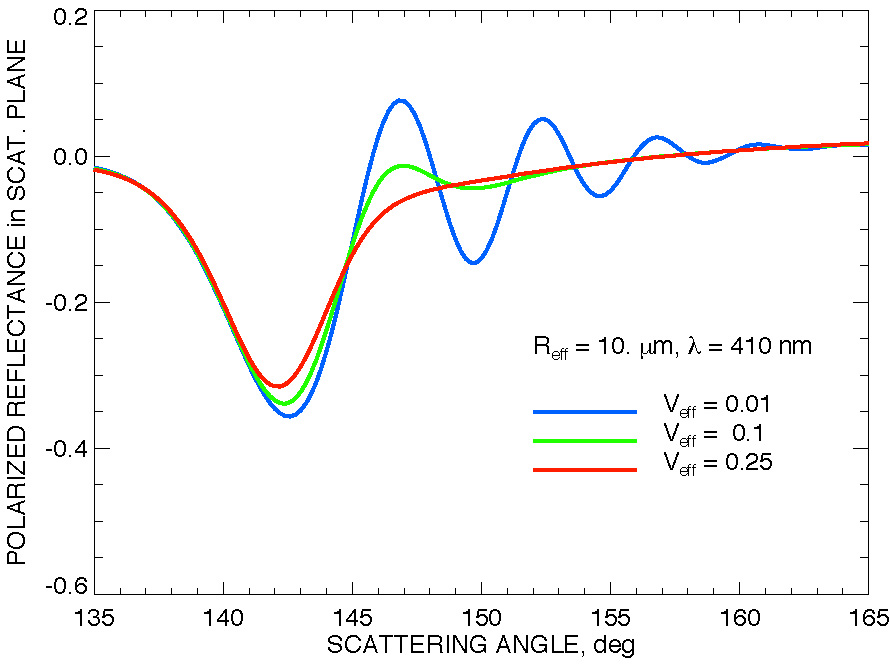 POLARIZED REFLECTANCE in SCAT. PLANE
0.2
0.0
-0.2
-0.4
-0.6
R_eff = 10. μm, λ = 410 nm
V_eff = 0.01
V_eff = 0.1
V_eff = 0.25
135 140 145 150 155 160 165
SCATTERING ANGLE, deg